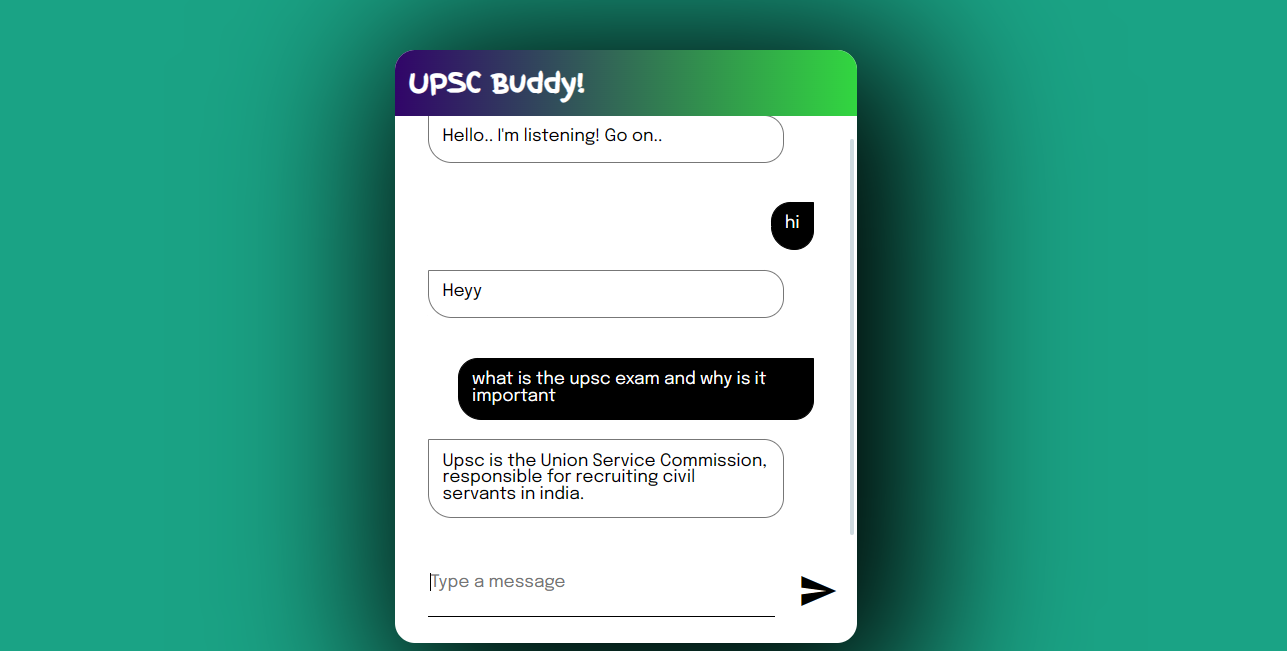 UPSC Buddy!
Hello.. I'm listening! Go on..
hi
Heyy
what is the upsc exam and why is it
important
Upsc is the Union Service Commission,
responsible for recruiting civil
servants in india.
Type a message